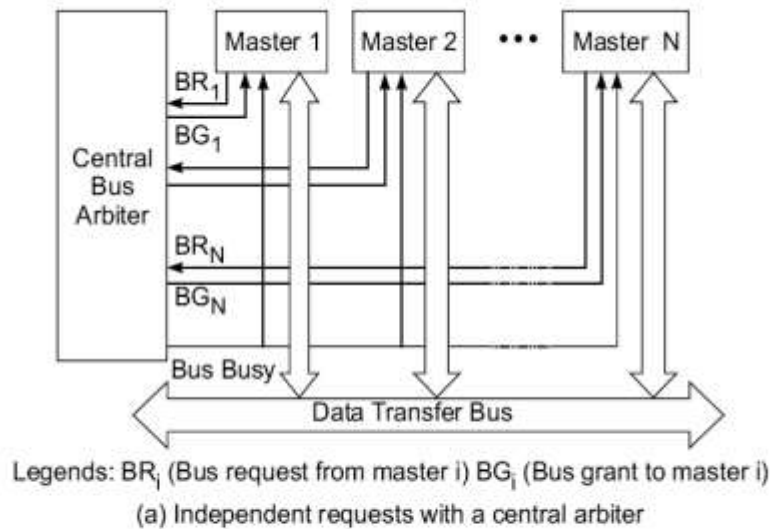 Master 1
Master 2
•••
Master N
BR1
BG1
Central
Bus
Arbiter
BRN
BGN
Bus Busy
Data Transfer Bus
Legends: BRi (Bus request from master i) BGi (Bus grant to master i)
(a) Independent requests with a central arbiter